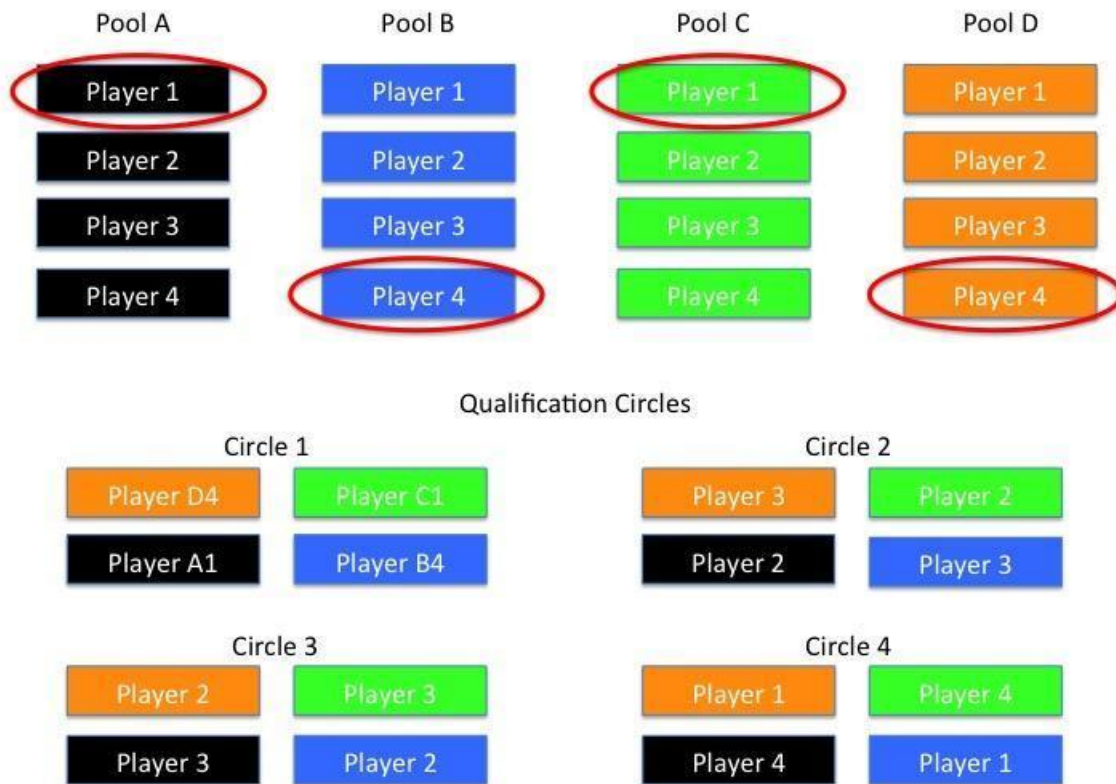 Pool A Pool B Pool C Pool D
Player 1 Player 1 Player 1 Player 1
Player 2 Player 2 Player 2 Player 2
Player 3 Player 3 Player 3 Player 3
Player 4 Player 4 Player 4 Player 4
Qualification Circles
Circle 1 Circle 2
Player D4 Player C1 Player 3 Player 2
Player A1 Player B4 Player 2 Player 3
Circle 3 Circle 4
Player 2 Player 3 Player 1 Player 4
Player 3 Player 2 Player 4 Player 1